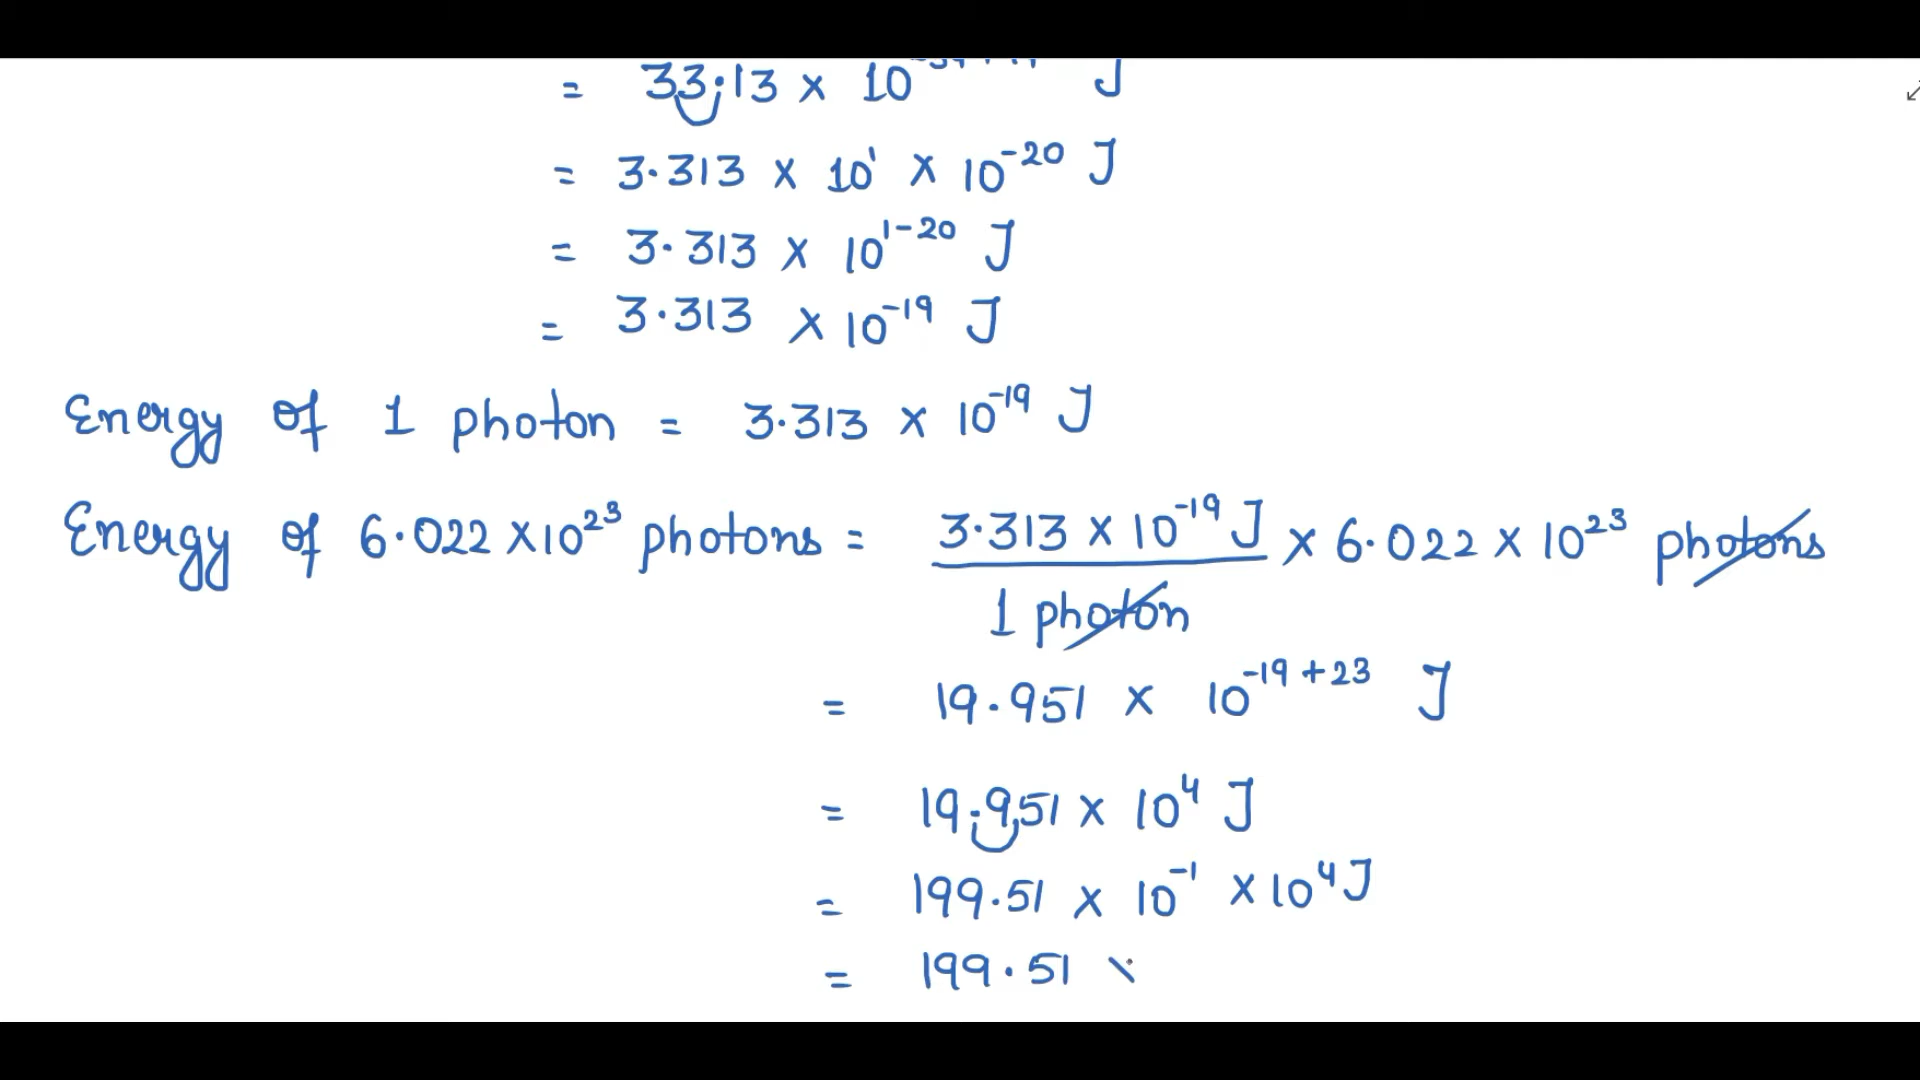 = 33.13 × 10 J
= 3.313 × 10¹ × 10⁻²⁰ J
= 3.313 × 10¹⁻²⁰ J
= 3.313 × 10⁻¹⁹ J
Energy of 1 photon = 3.313 × 10⁻¹⁹ J
Energy of 6.022 × 10²³ photons = 3.313 × 10⁻¹⁹ J × 6.022 × 10²³ photons
1 photon
= 19.951 × 10⁻¹⁹⁺²³ J
= 19.951 × 10⁴ J
= 199.51 × 10⁻¹ × 10⁴ J
= 199.51